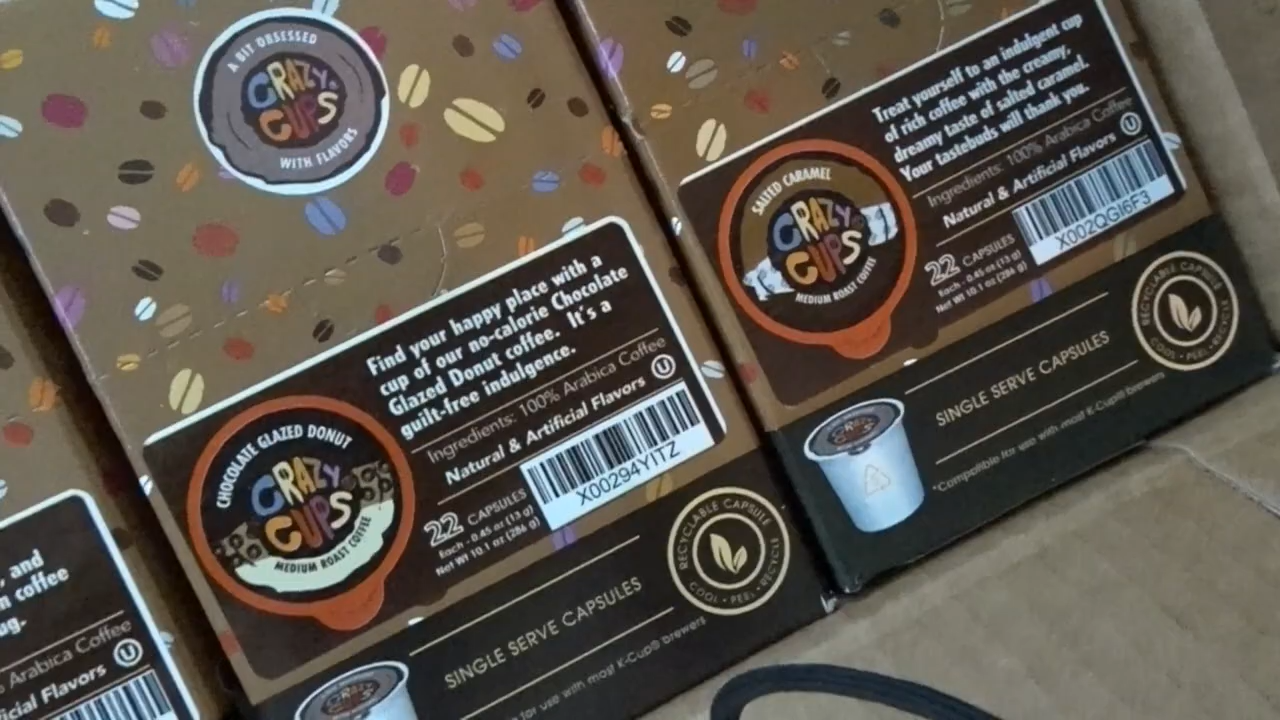 A BIT OBSESSED
CRAZY
CUPS
WITH FLAVORS
Find your happy place with a
cup of our no-calorie Chocolate
Glazed Donut coffee. It's a
guilt-free indulgence.
Ingredients: 100% Arabica Coffee
Natural & Artificial Flavors U
CHOCOLATE GLAZED DONUT
CRAZY
CUPS
MEDIUM ROAST COFFEE
22 CAPSULES
Each - 0.45 oz (13 g)
Net Wt 10.1 oz (286 g)
X00294YITZ
RECYCLABLE CAPSULE
COOL • PEEL • RECYCLE
SINGLE SERVE CAPSULES
for use with most K-Cup® brewers
CRAZY
CUPS
Treat yourself to an indulgent cup
of rich coffee with the creamy,
dreamy taste of salted caramel.
Your tastebuds will thank you.
Ingredients: 100% Arabica Coffee
Natural & Artificial Flavors U
SALTED CARAMEL
CRAZY
CUPS
MEDIUM ROAST COFFEE
22 CAPSULES
Each - 0.45 oz (13 g)
Net Wt 10.1 oz (286 g)
X002QGI6F3
RECYCLABLE CAPSULE
COOL • PEEL • RECYCLE
SINGLE SERVE CAPSULES
*Compatible for use with most K-Cup® brewers
CRAZY
CUPS
, and
coffee
ug.
Arabica Coffee
cial Flavors U